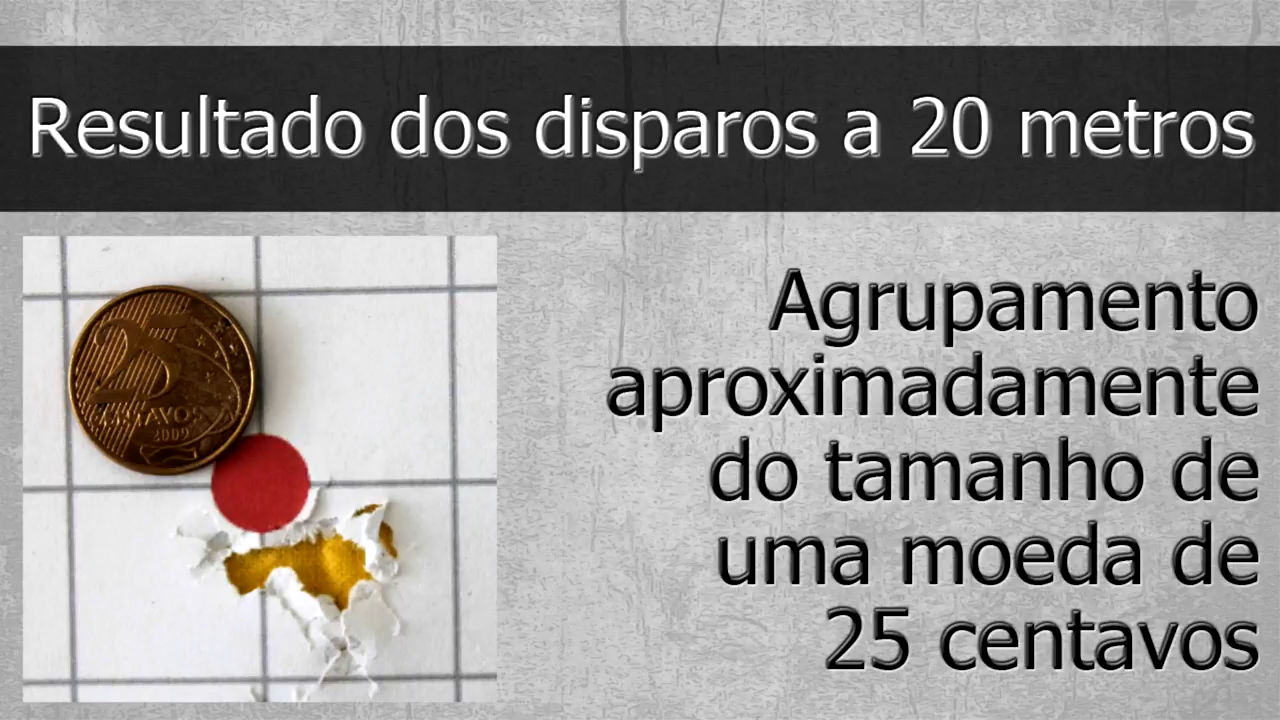 Resultado dos disparos a 20 metros
25
CENTAVOS
2009
Agrupamento
aproximadamente
do tamanho de
uma moeda de
25 centavos